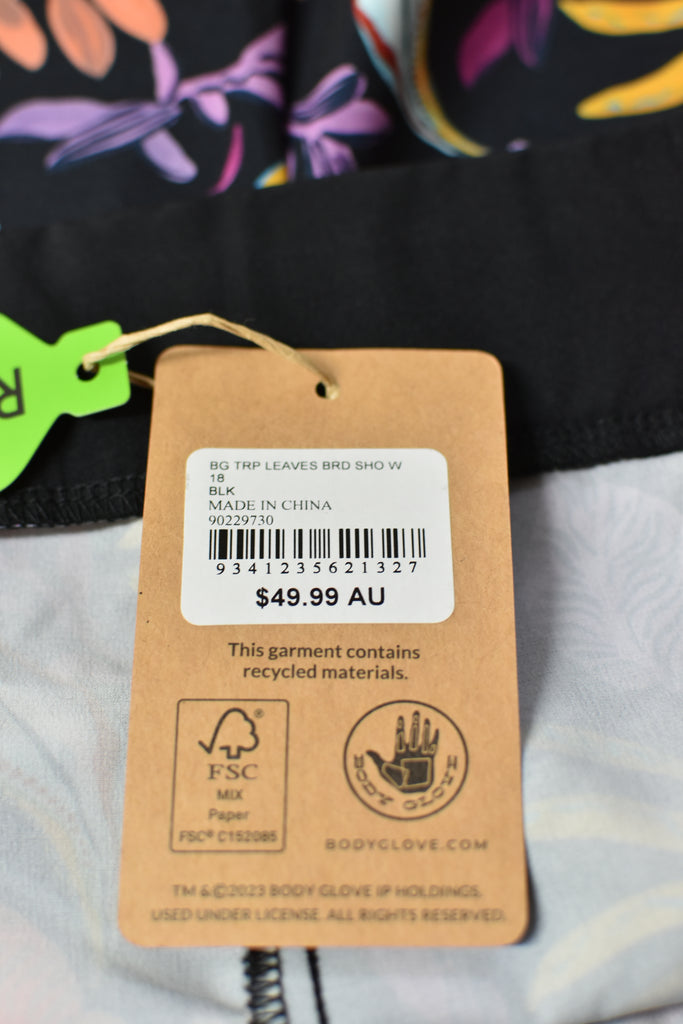 R
BG TRP LEAVES BRD SHO W
18
BLK
MADE IN CHINA
90229730
9341235621327
$49.99 AU
This garment contains
recycled materials.
®
FSC
MIX
Paper
FSC® C152085
BODY GLOVE
BODYGLOVE.COM
TM & ©2023 BODY GLOVE IP HOLDINGS.
USED UNDER LICENSE. ALL RIGHTS RESERVED.